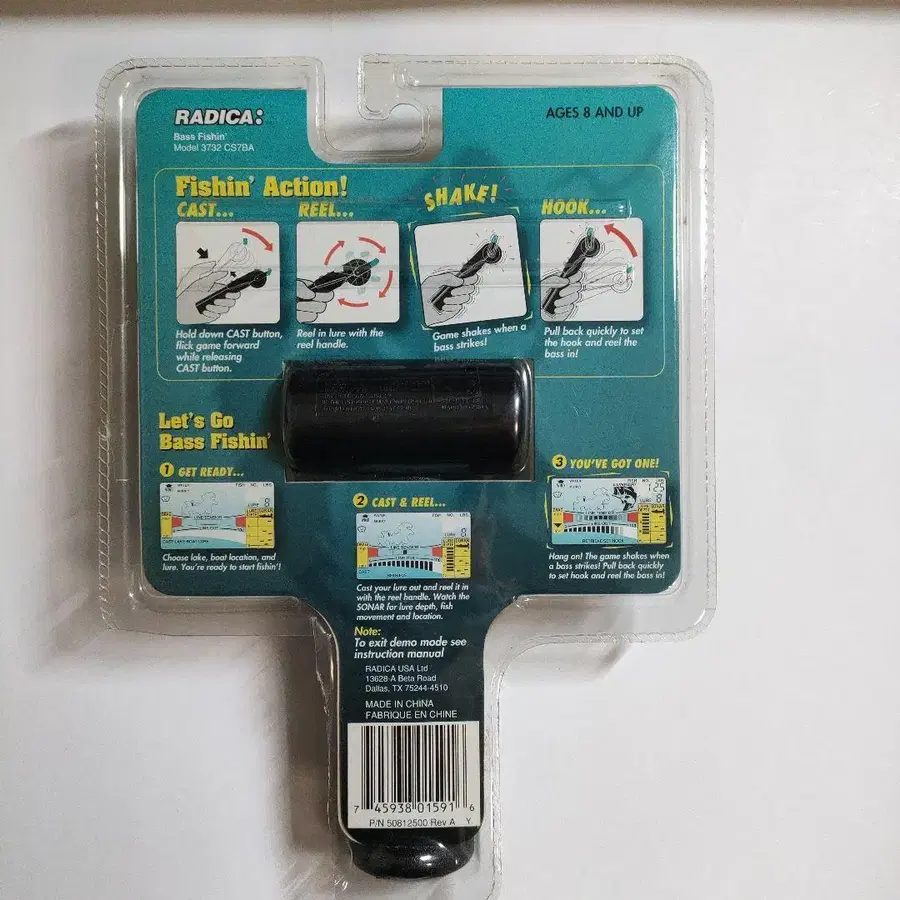 RADICA:
Bass Fishin'
Model 3732 CS7BA
AGES 8 AND UP
Fishin' Action!
CAST...
Hold down CAST button,
flick game forward
while releasing
CAST button.
REEL...
Reel in lure with the
reel handle.
SHAKE!
Game shakes when a
bass strikes!
HOOK...
Pull back quickly to set
the hook and reel the
bass in!
Let's Go
Bass Fishin'
1 GET READY...
Choose lake, boat location, and
lure. You're ready to start fishin'!
2 CAST & REEL...
Cast your lure out and reel it in
with the reel handle. Watch the
SONAR for lure depth, fish
movement and location.
3 YOU'VE GOT ONE!
Hang on! The game shakes when
a bass strikes! Pull back quickly
to set hook and reel the bass in!
Note:
To exit demo mode see
instruction manual
RADICA USA Ltd
13628-A Beta Road
Dallas, TX 75244-4510
MADE IN CHINA
FABRIQUE EN CHINE
7 45938 01591 6
P/N 50812500 Rev A Y